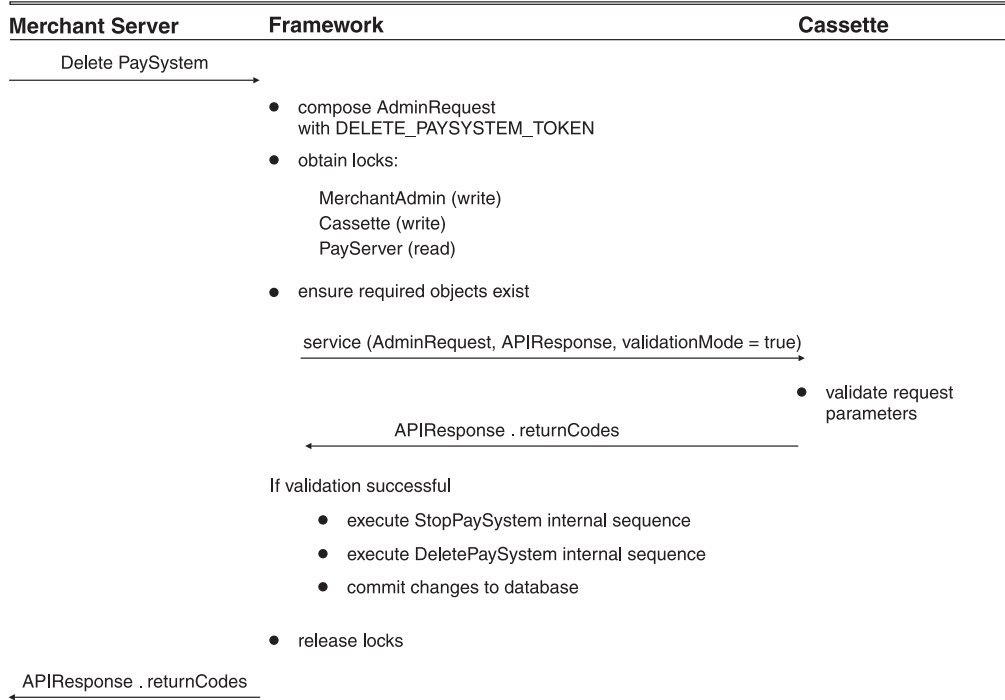 Merchant Server Framework Cassette
Delete PaySystem
● compose AdminRequest
with DELETE_PAYSYSTEM_TOKEN
● obtain locks:
MerchantAdmin (write)
Cassette (write)
PayServer (read)
● ensure required objects exist
service (AdminRequest, APIResponse, validationMode = true)
● validate request
parameters
APIResponse . returnCodes
If validation successful
● execute StopPaySystem internal sequence
● execute DeletePaySystem internal sequence
● commit changes to database
● release locks
APIResponse . returnCodes